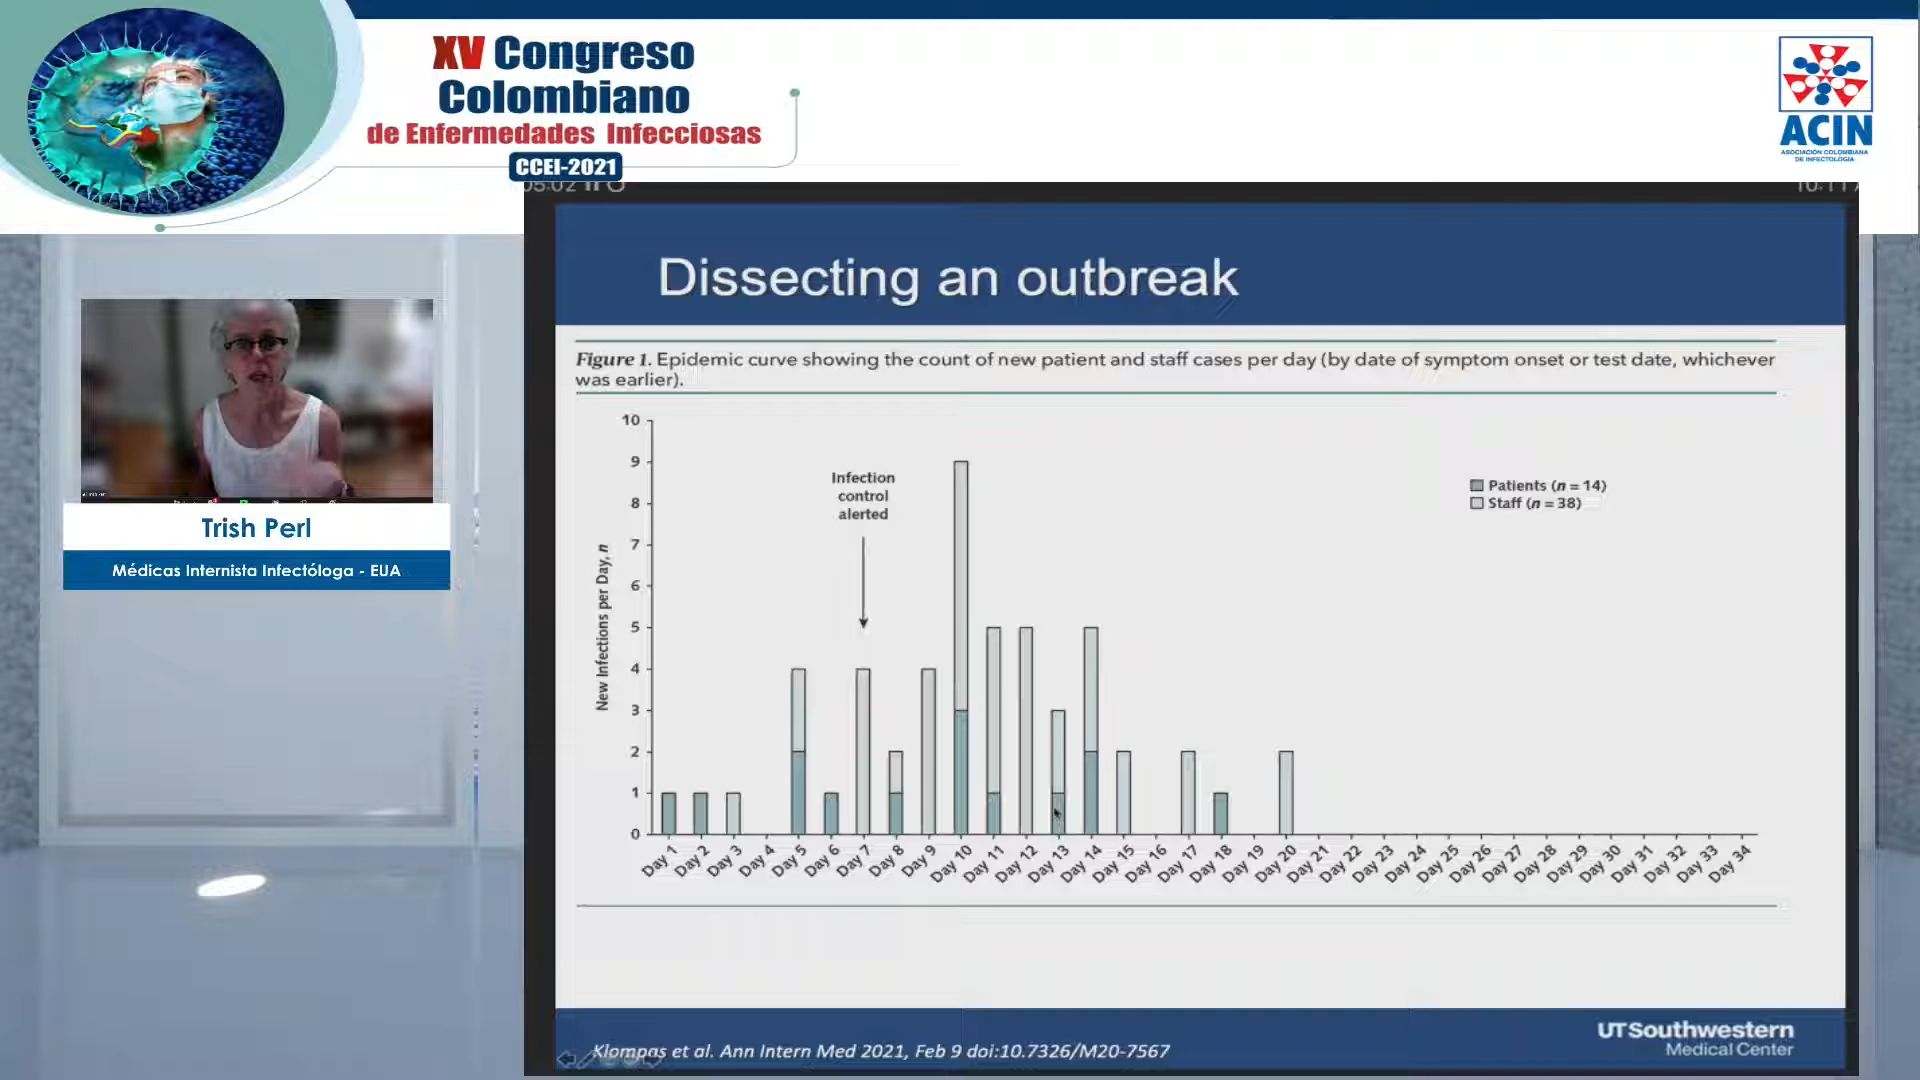 XV Congreso
Colombiano
de Enfermedades Infecciosas
CCEI-2021
ACIN
ASOCIACIÓN COLOMBIANA
DE INFECTOLOGÍA
Dissecting an outbreak
Figure 1. Epidemic curve showing the count of new patient and staff cases per day (by date of symptom onset or test date, whichever
was earlier).
10
9
8
7
6
5
4
3
2
1
0
New Infections per Day, n
Infection
control
alerted
Patients (n = 14)
Staff (n = 38)
Day 1
Day 2
Day 3
Day 4
Day 5
Day 6
Day 7
Day 8
Day 9
Day 10
Day 11
Day 12
Day 13
Day 14
Day 15
Day 16
Day 17
Day 18
Day 19
Day 20
Day 21
Day 22
Day 23
Day 24
Day 25
Day 26
Day 27
Day 28
Day 29
Day 30
Day 31
Day 32
Day 33
Day 34
Trish Perl
Médicas Internista Infectóloga - EUA
Klompas et al. Ann Intern Med 2021, Feb 9 doi:10.7326/M20-7567
UTSouthwestern
Medical Center